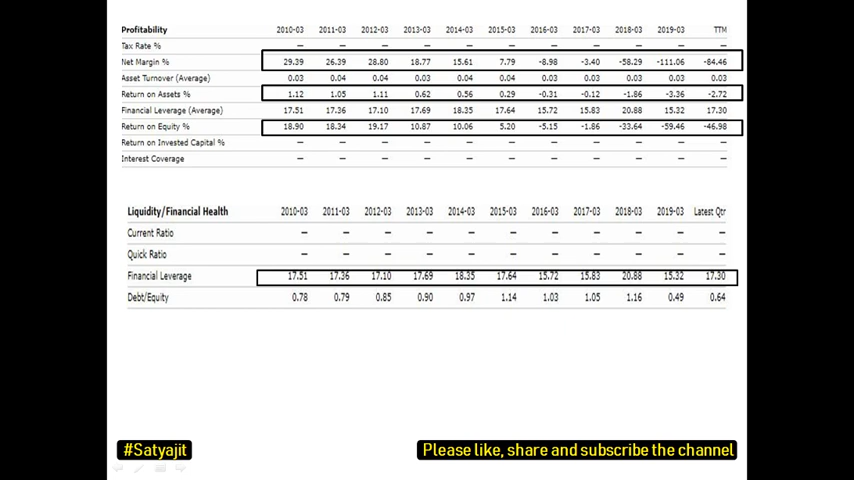 Profitability 2010-03 2011-03 2012-03 2013-03 2014-03 2015-03 2016-03 2017-03 2018-03 2019-03 TTM
Tax Rate % — — — — — — — — — — —
Net Margin % 29.39 26.39 28.80 18.77 15.61 7.79 -8.98 -3.40 -58.29 -111.06 -84.46
Asset Turnover (Average) 0.03 0.04 0.04 0.03 0.04 0.04 0.03 0.03 0.03 0.03 0.03
Return on Assets % 1.12 1.05 1.11 0.62 0.56 0.29 -0.31 -0.12 -1.86 -3.36 -2.72
Financial Leverage (Average) 17.51 17.36 17.10 17.69 18.35 17.64 15.72 15.83 20.88 15.32 17.30
Return on Equity % 18.90 18.34 19.17 10.87 10.06 5.20 -5.15 -1.86 -33.64 -59.46 -46.98
Return on Invested Capital % — — — — — — — — — — —
Interest Coverage — — — — — — — — — — —
Liquidity/Financial Health 2010-03 2011-03 2012-03 2013-03 2014-03 2015-03 2016-03 2017-03 2018-03 2019-03 Latest Qtr
Current Ratio — — — — — — — — — — —
Quick Ratio — — — — — — — — — — —
Financial Leverage 17.51 17.36 17.10 17.69 18.35 17.64 15.72 15.83 20.88 15.32 17.30
Debt/Equity 0.78 0.79 0.85 0.90 0.97 1.14 1.03 1.05 1.16 0.49 0.64
#Satyajit
Please like, share and subscribe the channel